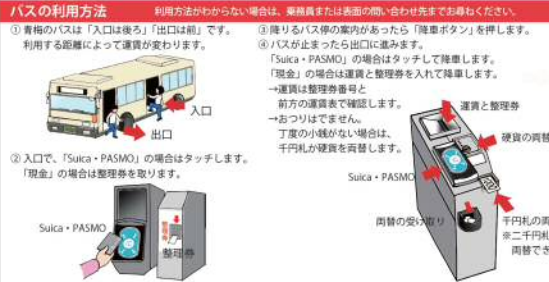 バスの利用方法
利用方法がわからない場合は、乗務員または表面の問い合わせ先までお尋ねください。
① 青梅のバスは「入口は後ろ」「出口は前」です。
利用する距離によって運賃が変わります。
入口
出口
② 入口で、「Suica・PASMO」の場合はタッチします。
「現金」の場合は整理券を取ります。
Suica・PASMO
整理券
整理券
③ 降りるバス停の案内があったら「降車ボタン」を押します。
④ バスが止まったら出口に進みます。
「Suica・PASMO」の場合はタッチして降車します。
「現金」の場合は運賃と整理券を入れて降車します。
→運賃は整理券番号と
前方の運賃表で確認します。
→おつりはでません。
丁度の小銭がない場合は、
千円札か硬貨を両替します。
運賃と整理券
硬貨の両替
Suica・PASMO
両替の受け取り
千円札の両
※二千円札
両替でき